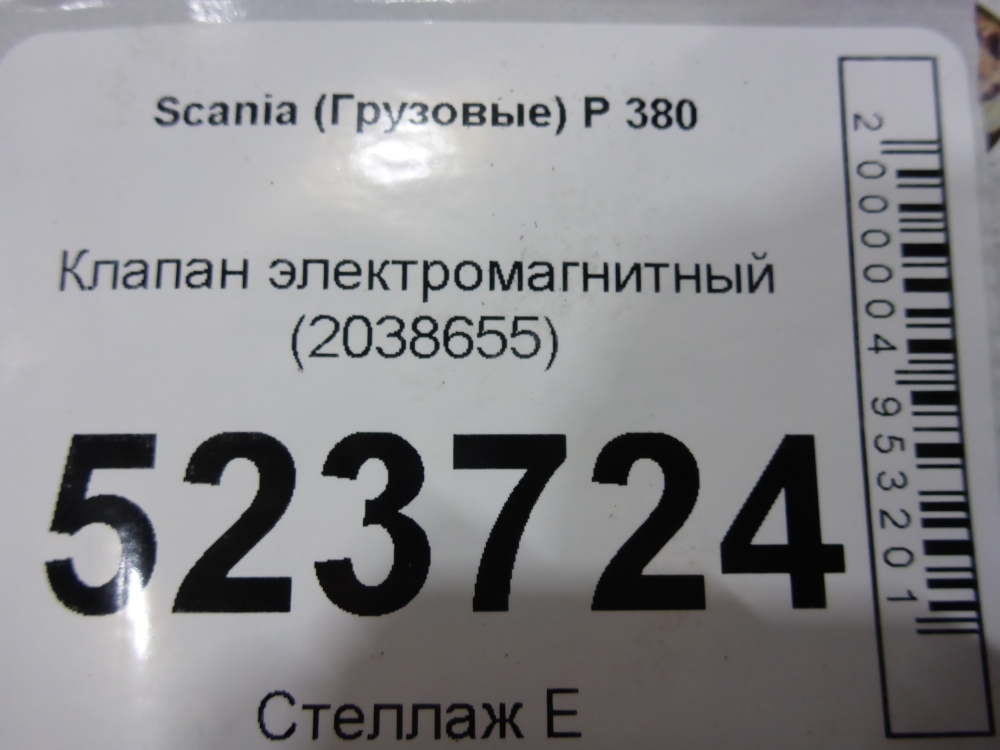 Scania (Грузовые) P 380
Клапан электромагнитный
(2038655)
523724
Стеллаж Е
2000004953201